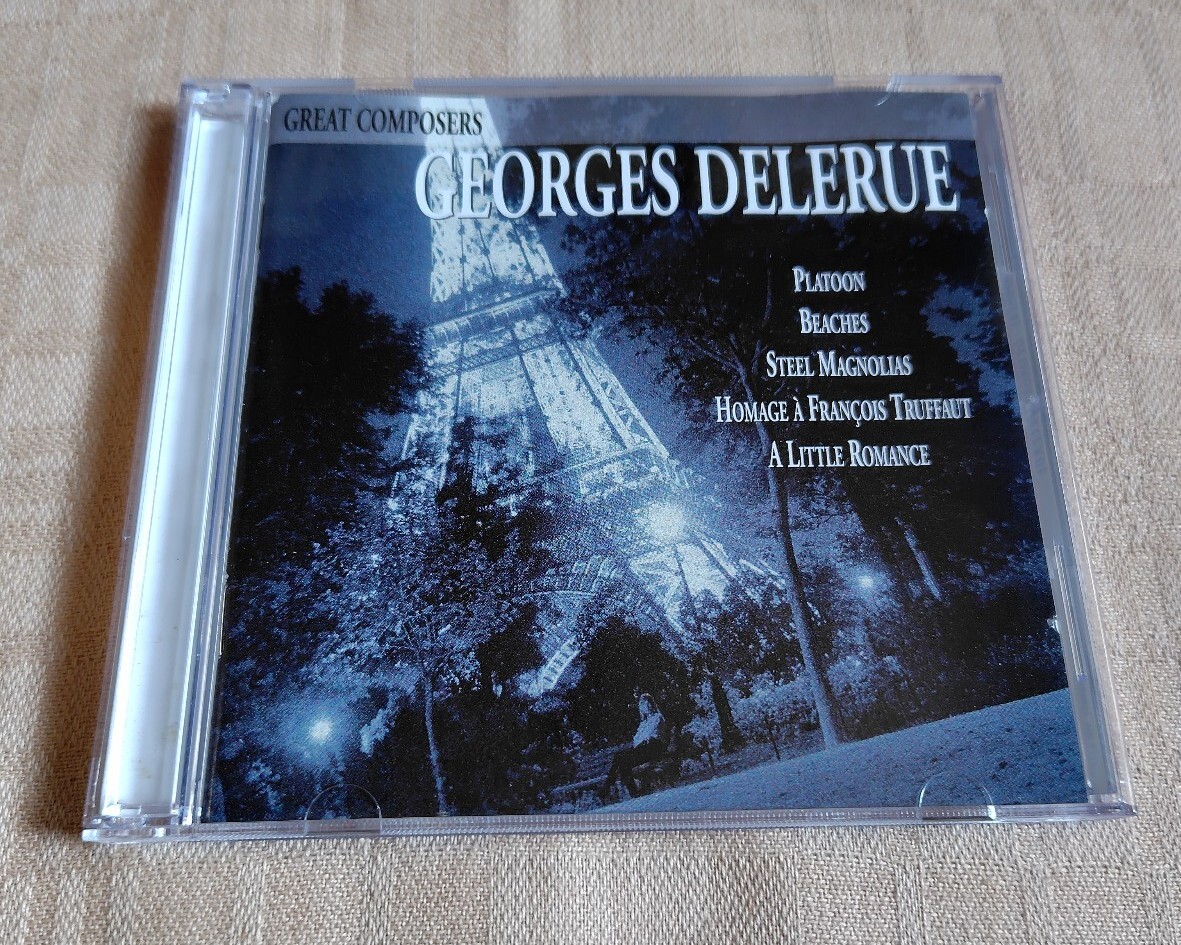 GREAT COMPOSERS
GEORGES DELERUE
PLATOON
BEACHES
STEEL MAGNOLIAS
HOMAGE À FRANÇOIS TRUFFAUT
A LITTLE ROMANCE